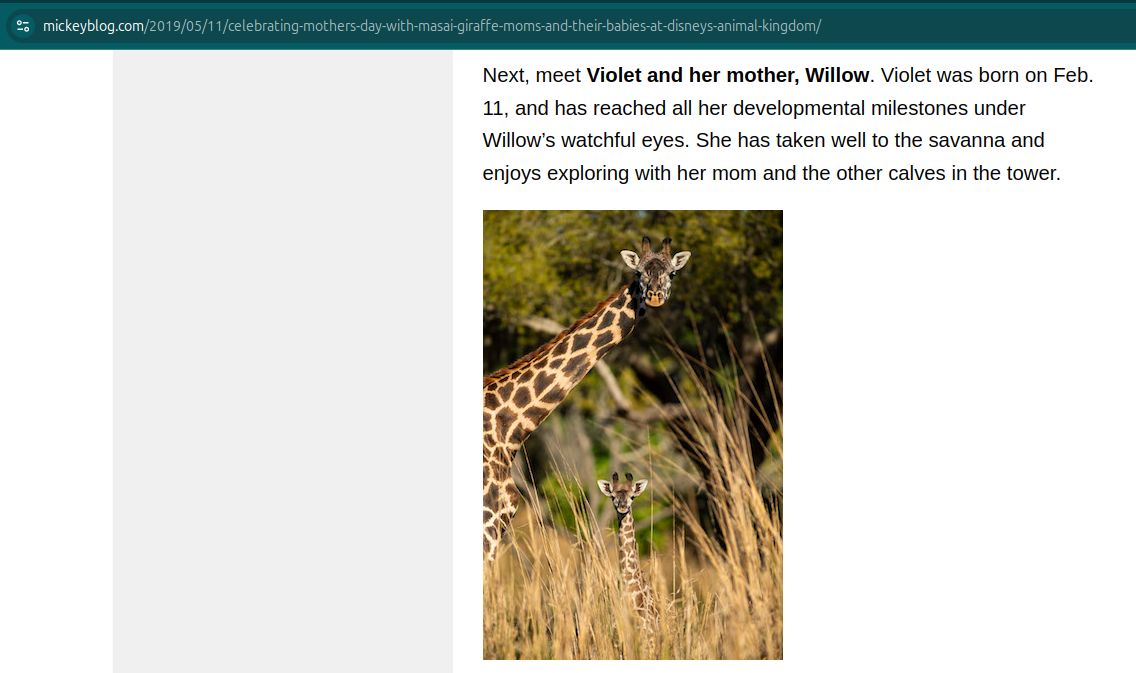 mickeyblog.com/2019/05/11/celebrating-mothers-day-with-masai-giraffe-moms-and-their-babies-at-disneys-animal-kingdom/
Next, meet Violet and her mother, Willow. Violet was born on Feb.
11, and has reached all her developmental milestones under
Willow’s watchful eyes. She has taken well to the savanna and
enjoys exploring with her mom and the other calves in the tower.